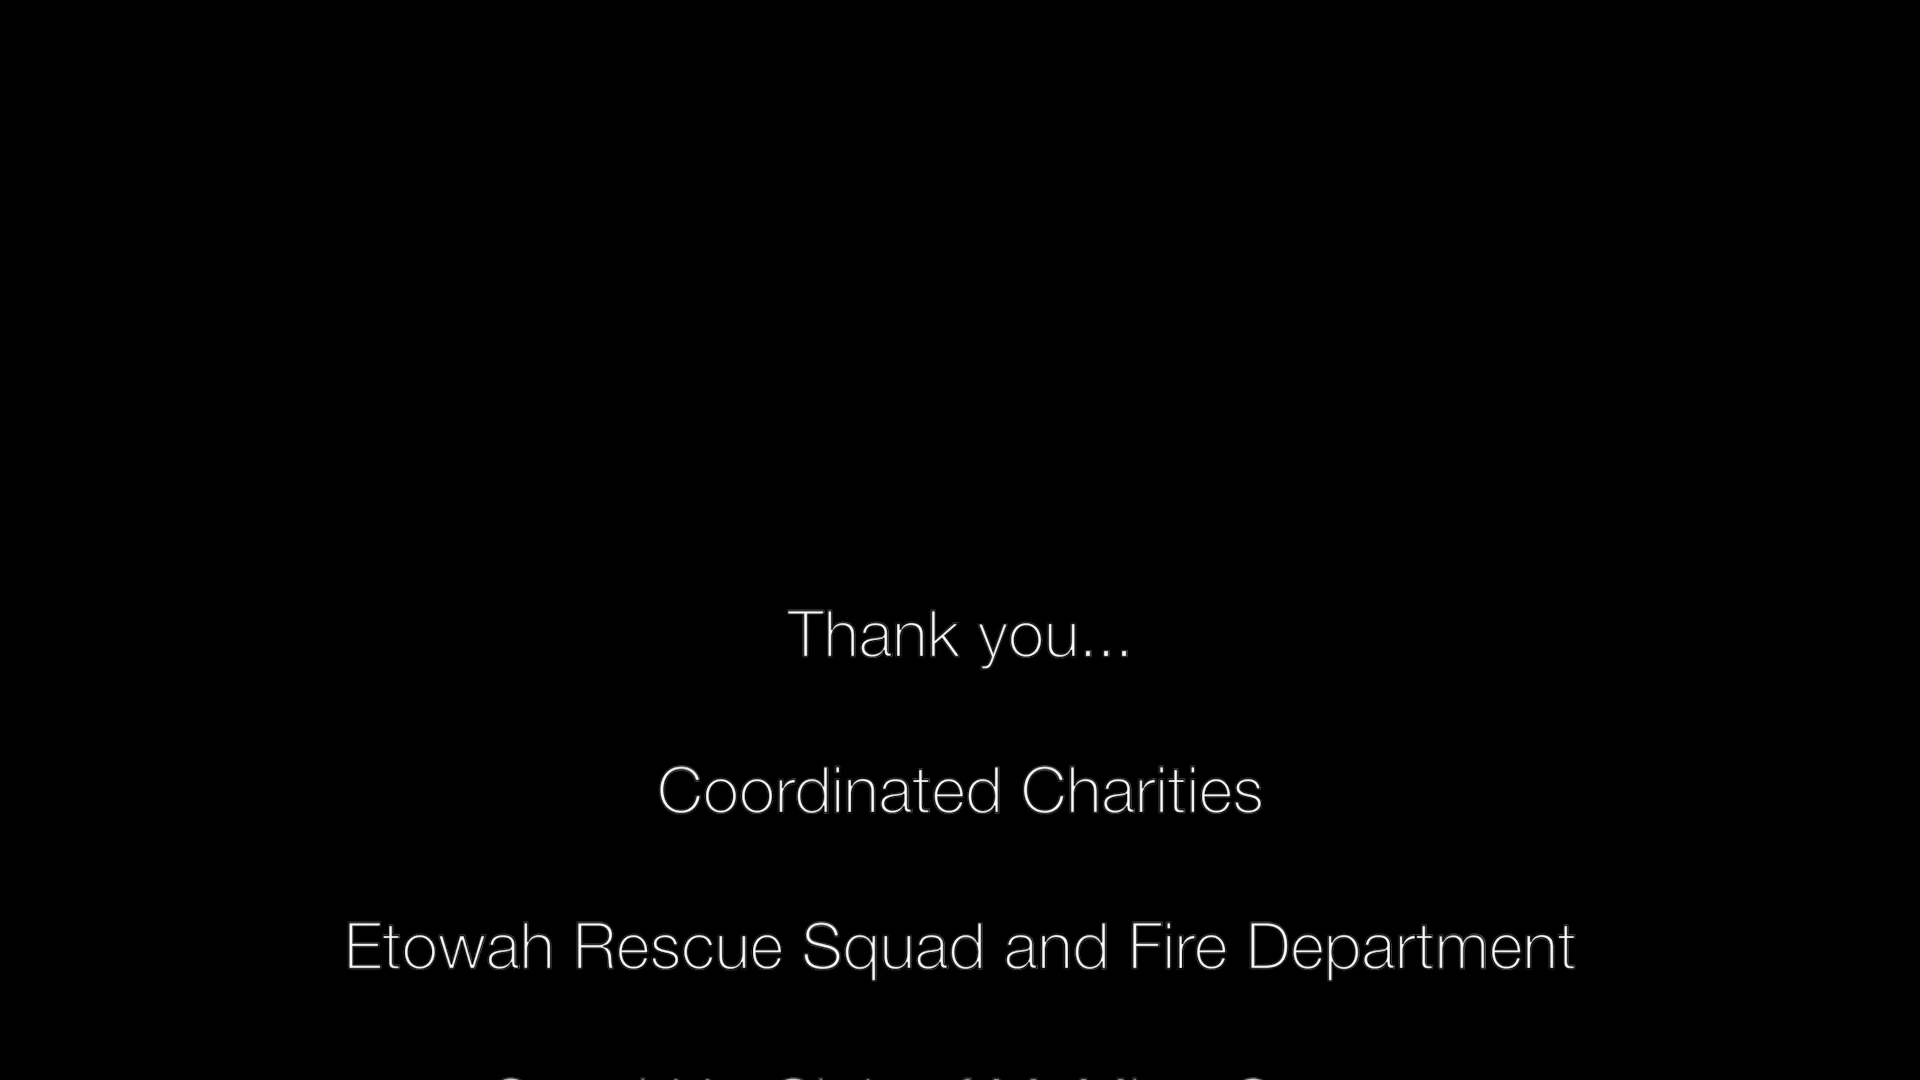 Thank you...
Coordinated Charities
Etowah Rescue Squad and Fire Department